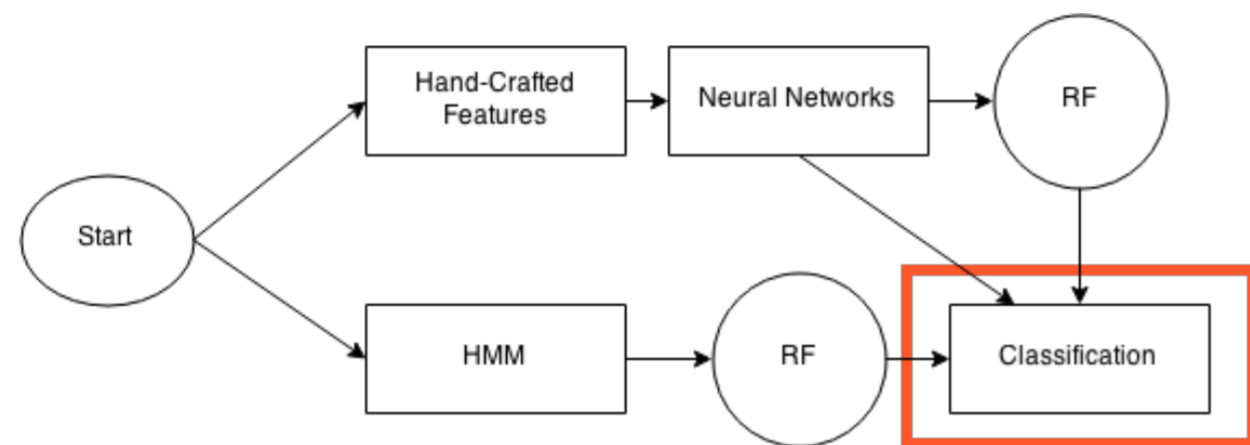 Hand-Crafted
Features
Neural Networks
RF
Start
HMM
RF
Classification